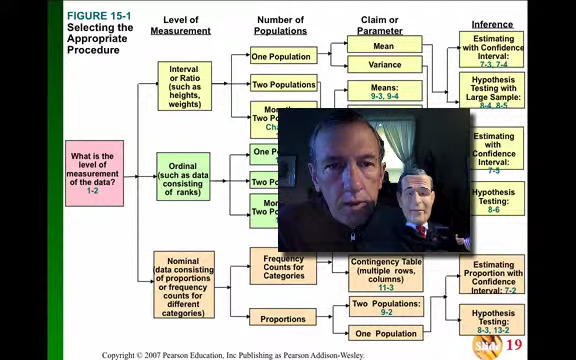 FIGURE 15-1
Selecting the
Appropriate
Procedure
Level of
Measurement
Number of
Populations
Claim or
Parameter
Inference
What is the
level of
measurement
of the data?
1-2
Interval
or Ratio
(such as
heights,
weights)
Ordinal
(such as data
consisting
of ranks)
Nominal
(data consisting
of proportions
or frequency
counts for
different
categories)
One Population
Two Populations
Two
Frequency
Counts for
Categories
Proportions
Mean
Variance
Means:
9-3, 9-4
Contingency Table
(multiple rows,
columns)
11-3
Two Populations:
9-2
One Population
Estimating
with Confidence
Interval:
7-3, 7-4
Hypothesis
Testing with
Large Sample:
8-4, 8-5
Estimating
with
Confidence
Interval:
7-5
Hypothesis
Testing:
8-6
Estimating
Proportion with
Confidence
Interval: 7-2
Hypothesis
Testing:
8-3, 13-2
Slide 19
Copyright © 2007 Pearson Education, Inc Publishing as Pearson Addison-Wesley.